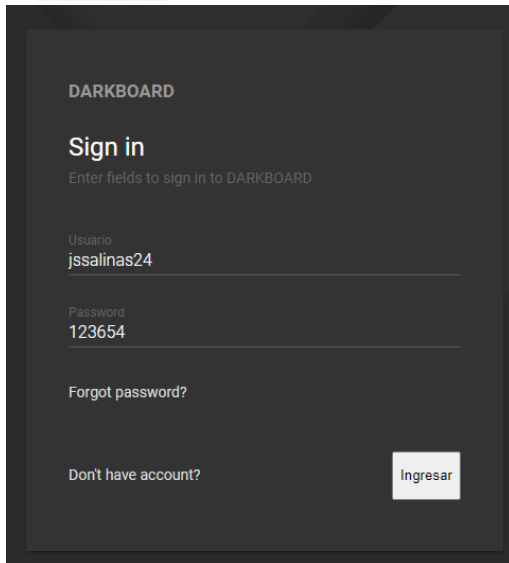 DARKBOARD
Sign in
Enter fields to sign in to DARKBOARD
Usuario
jssalinas24
Password
123654
Forgot password?
Don't have account?
Ingresar